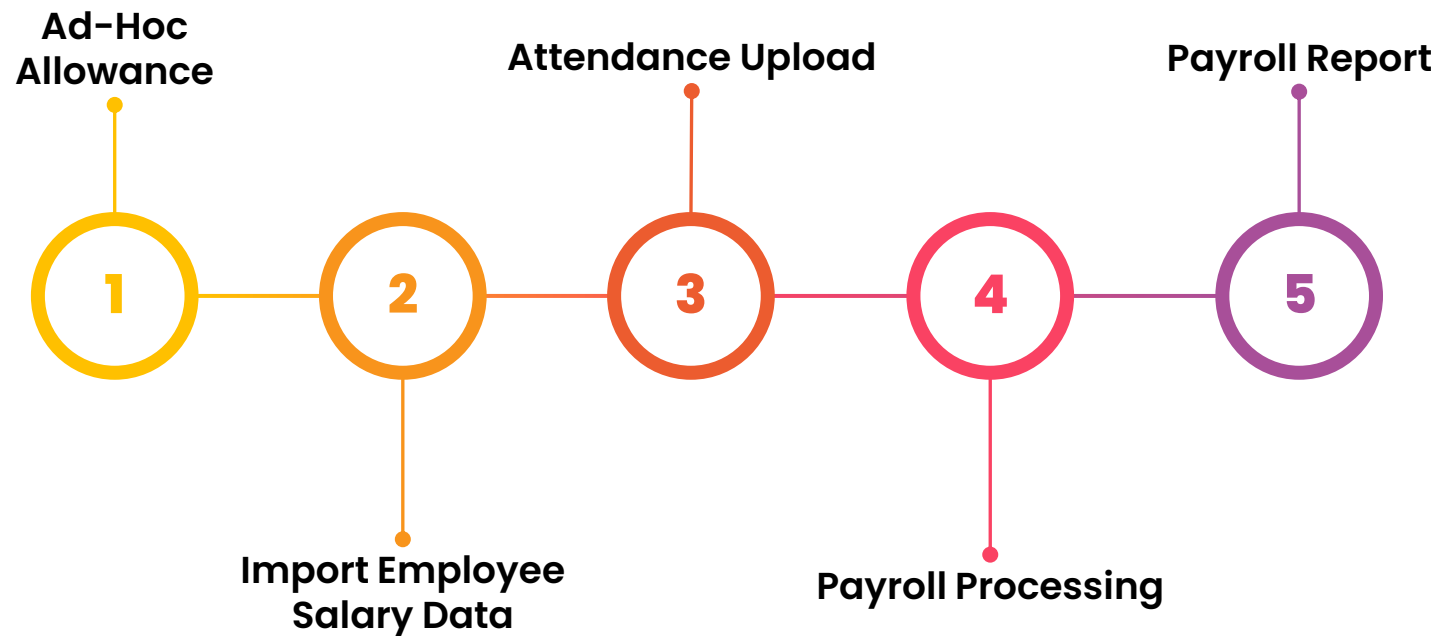 Ad-Hoc
Allowance
Attendance Upload
Payroll Report
1
2
3
4
5
Import Employee
Salary Data
Payroll Processing